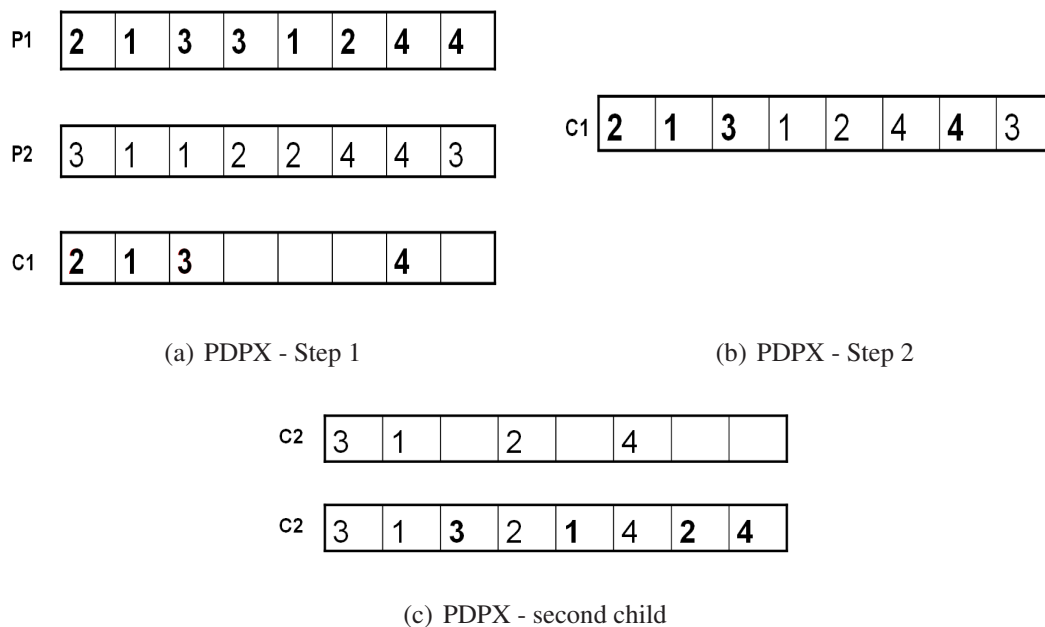 P1 2 1 3 3 1 2 4 4
P2 3 1 1 2 2 4 4 3
C1 2 1 3 4
(a) PDPX - Step 1
C1 2 1 3 1 2 4 4 3
(b) PDPX - Step 2
C2 3 1 2 4
C2 3 1 3 2 1 4 2 4
(c) PDPX - second child